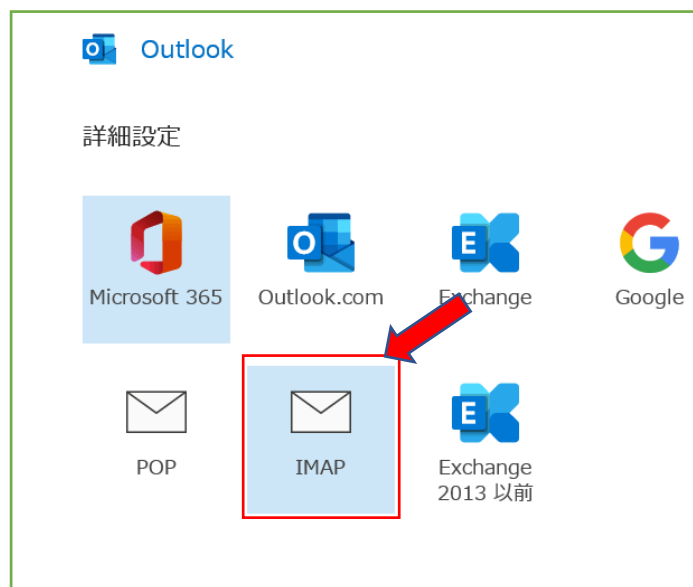 Outlook
詳細設定
Microsoft 365
Outlook.com
Exchange
Google
POP
IMAP
Exchange
2013 以前